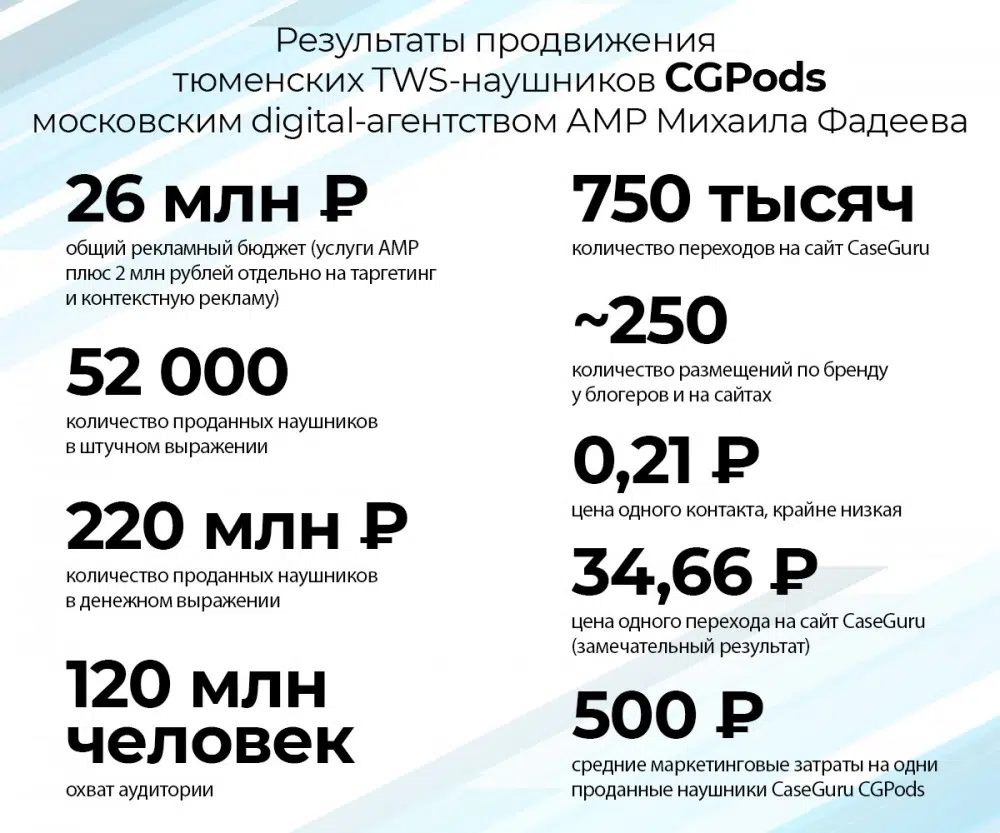 Результаты продвижения
тюменских TWS-наушников CGPods
московским digital-агентством АМР Михаила Фадеева
26 млн ₽
общий рекламный бюджет (услуги АМР
плюс 2 млн рублей отдельно на таргетинг
и контекстную рекламу)
52 000
количество проданных наушников
в штучном выражении
220 млн ₽
количество проданных наушников
в денежном выражении
120 млн
человек
охват аудитории
750 тысяч
количество переходов на сайт CaseGuru
~250
количество размещений по бренду
у блогеров и на сайтах
0,21 ₽
цена одного контакта, крайне низкая
34,66 ₽
цена одного перехода на сайт CaseGuru
(замечательный результат)
500 ₽
средние маркетинговые затраты на одни
проданные наушники CaseGuru CGPods